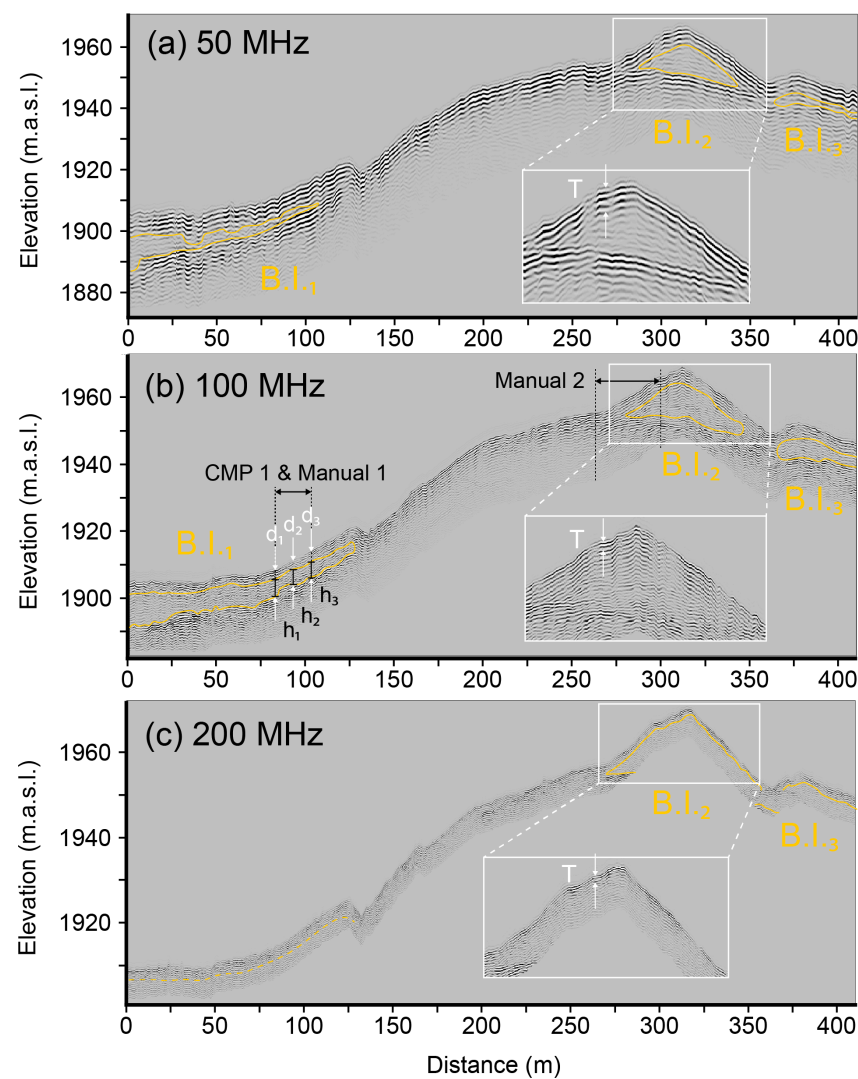 (a) 50 MHz
Elevation (m.a.s.l.)
1960
1940
1920
1900
1880
B.I.₂
B.I.₃
T
B.I.₁
0 50 100 150 200 250 300 350 400
(b) 100 MHz
Manual 2
1960
1940
1920
1900
B.I.₂
B.I.₃
CMP 1 & Manual 1
B.I.₁
d₁ d₂ d₃
T
h₁ h₂ h₃
0 50 100 150 200 250 300 350 400
(c) 200 MHz
Elevation (m.a.s.l.)
1960
1940
1920
B.I.₂
B.I.₃
T
0 50 100 150 200 250 300 350 400
Distance (m)